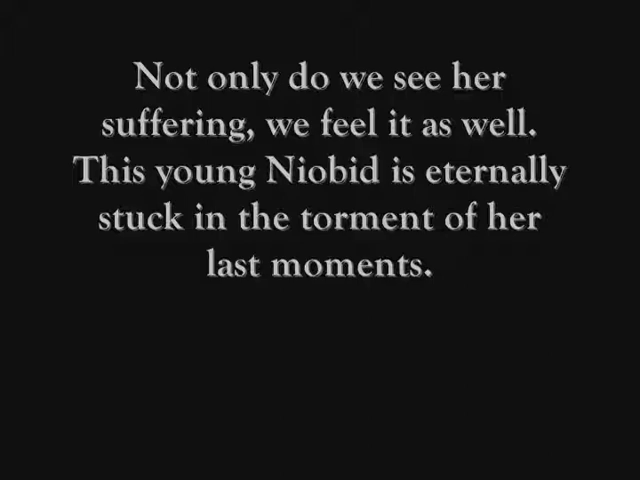 Not only do we see her
suffering, we feel it as well.
This young Niobid is eternally
stuck in the torment of her
last moments.